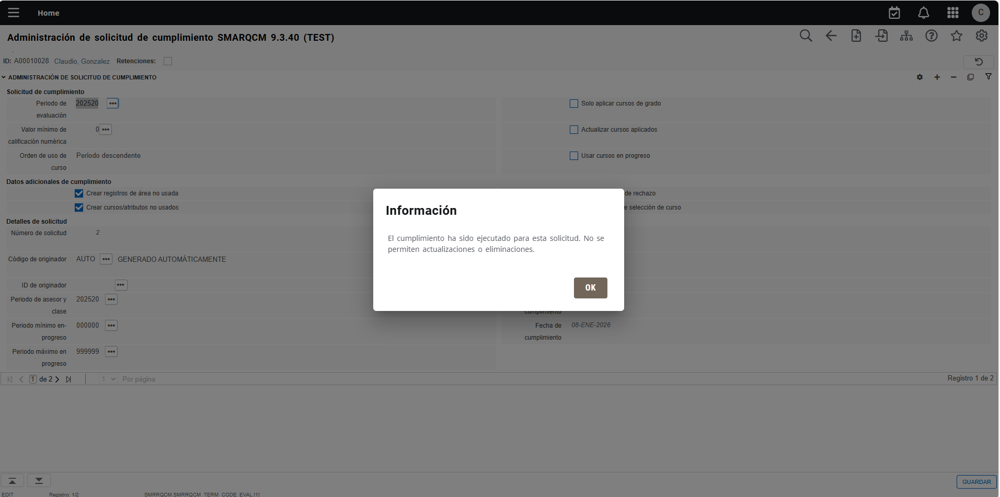 Home
C
Administración de solicitud de cumplimiento SMARQCM 9.3.40 (TEST)
ID: A00010028 Claudio, Gonzalez Retenciones:
ADMINISTRACIÓN DE SOLICITUD DE CUMPLIMIENTO
Solicitud de cumplimiento
Periodo de evaluación 202520 ••• Solo aplicar cursos de grado
Valor mínimo de calificación numérica 0 ••• Actualizar cursos aplicados
Orden de uso de curso Periodo descendente Usar cursos en progreso
Datos adicionales de cumplimiento
Crear registros de área no usada de rechazo
Crear cursos/atributos no usados e selección de curso
Detalles de solicitud
Número de solicitud 2
Código de originador AUTO ••• GENERADO AUTOMÁTICAMENTE
ID de originador •••
Periodo de asesor y clase 202520 ••• cumplimiento
Periodo mínimo en-progreso 000000 ••• Fecha de cumplimiento 08-ENE-2026
Periodo máximo en progreso 999999 •••
Información
El cumplimiento ha sido ejecutado para esta solicitud. No se
permiten actualizaciones o eliminaciones.
OK
1 de 2 1 Por página Registro 1 de 2
GUARDAR
EDIT Registro: 1/2 SMRRQCM.SMRRQCM_TERM_CODE_EVAL [1]